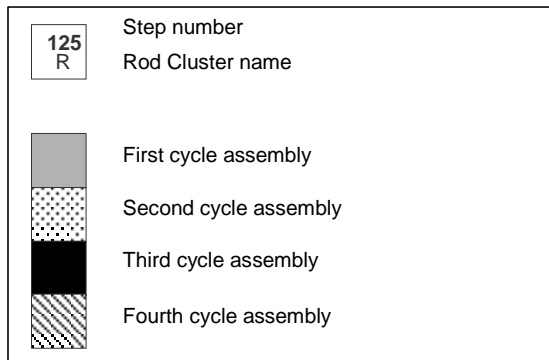 125
R
Step number
Rod Cluster name
First cycle assembly
Second cycle assembly
Third cycle assembly
Fourth cycle assembly